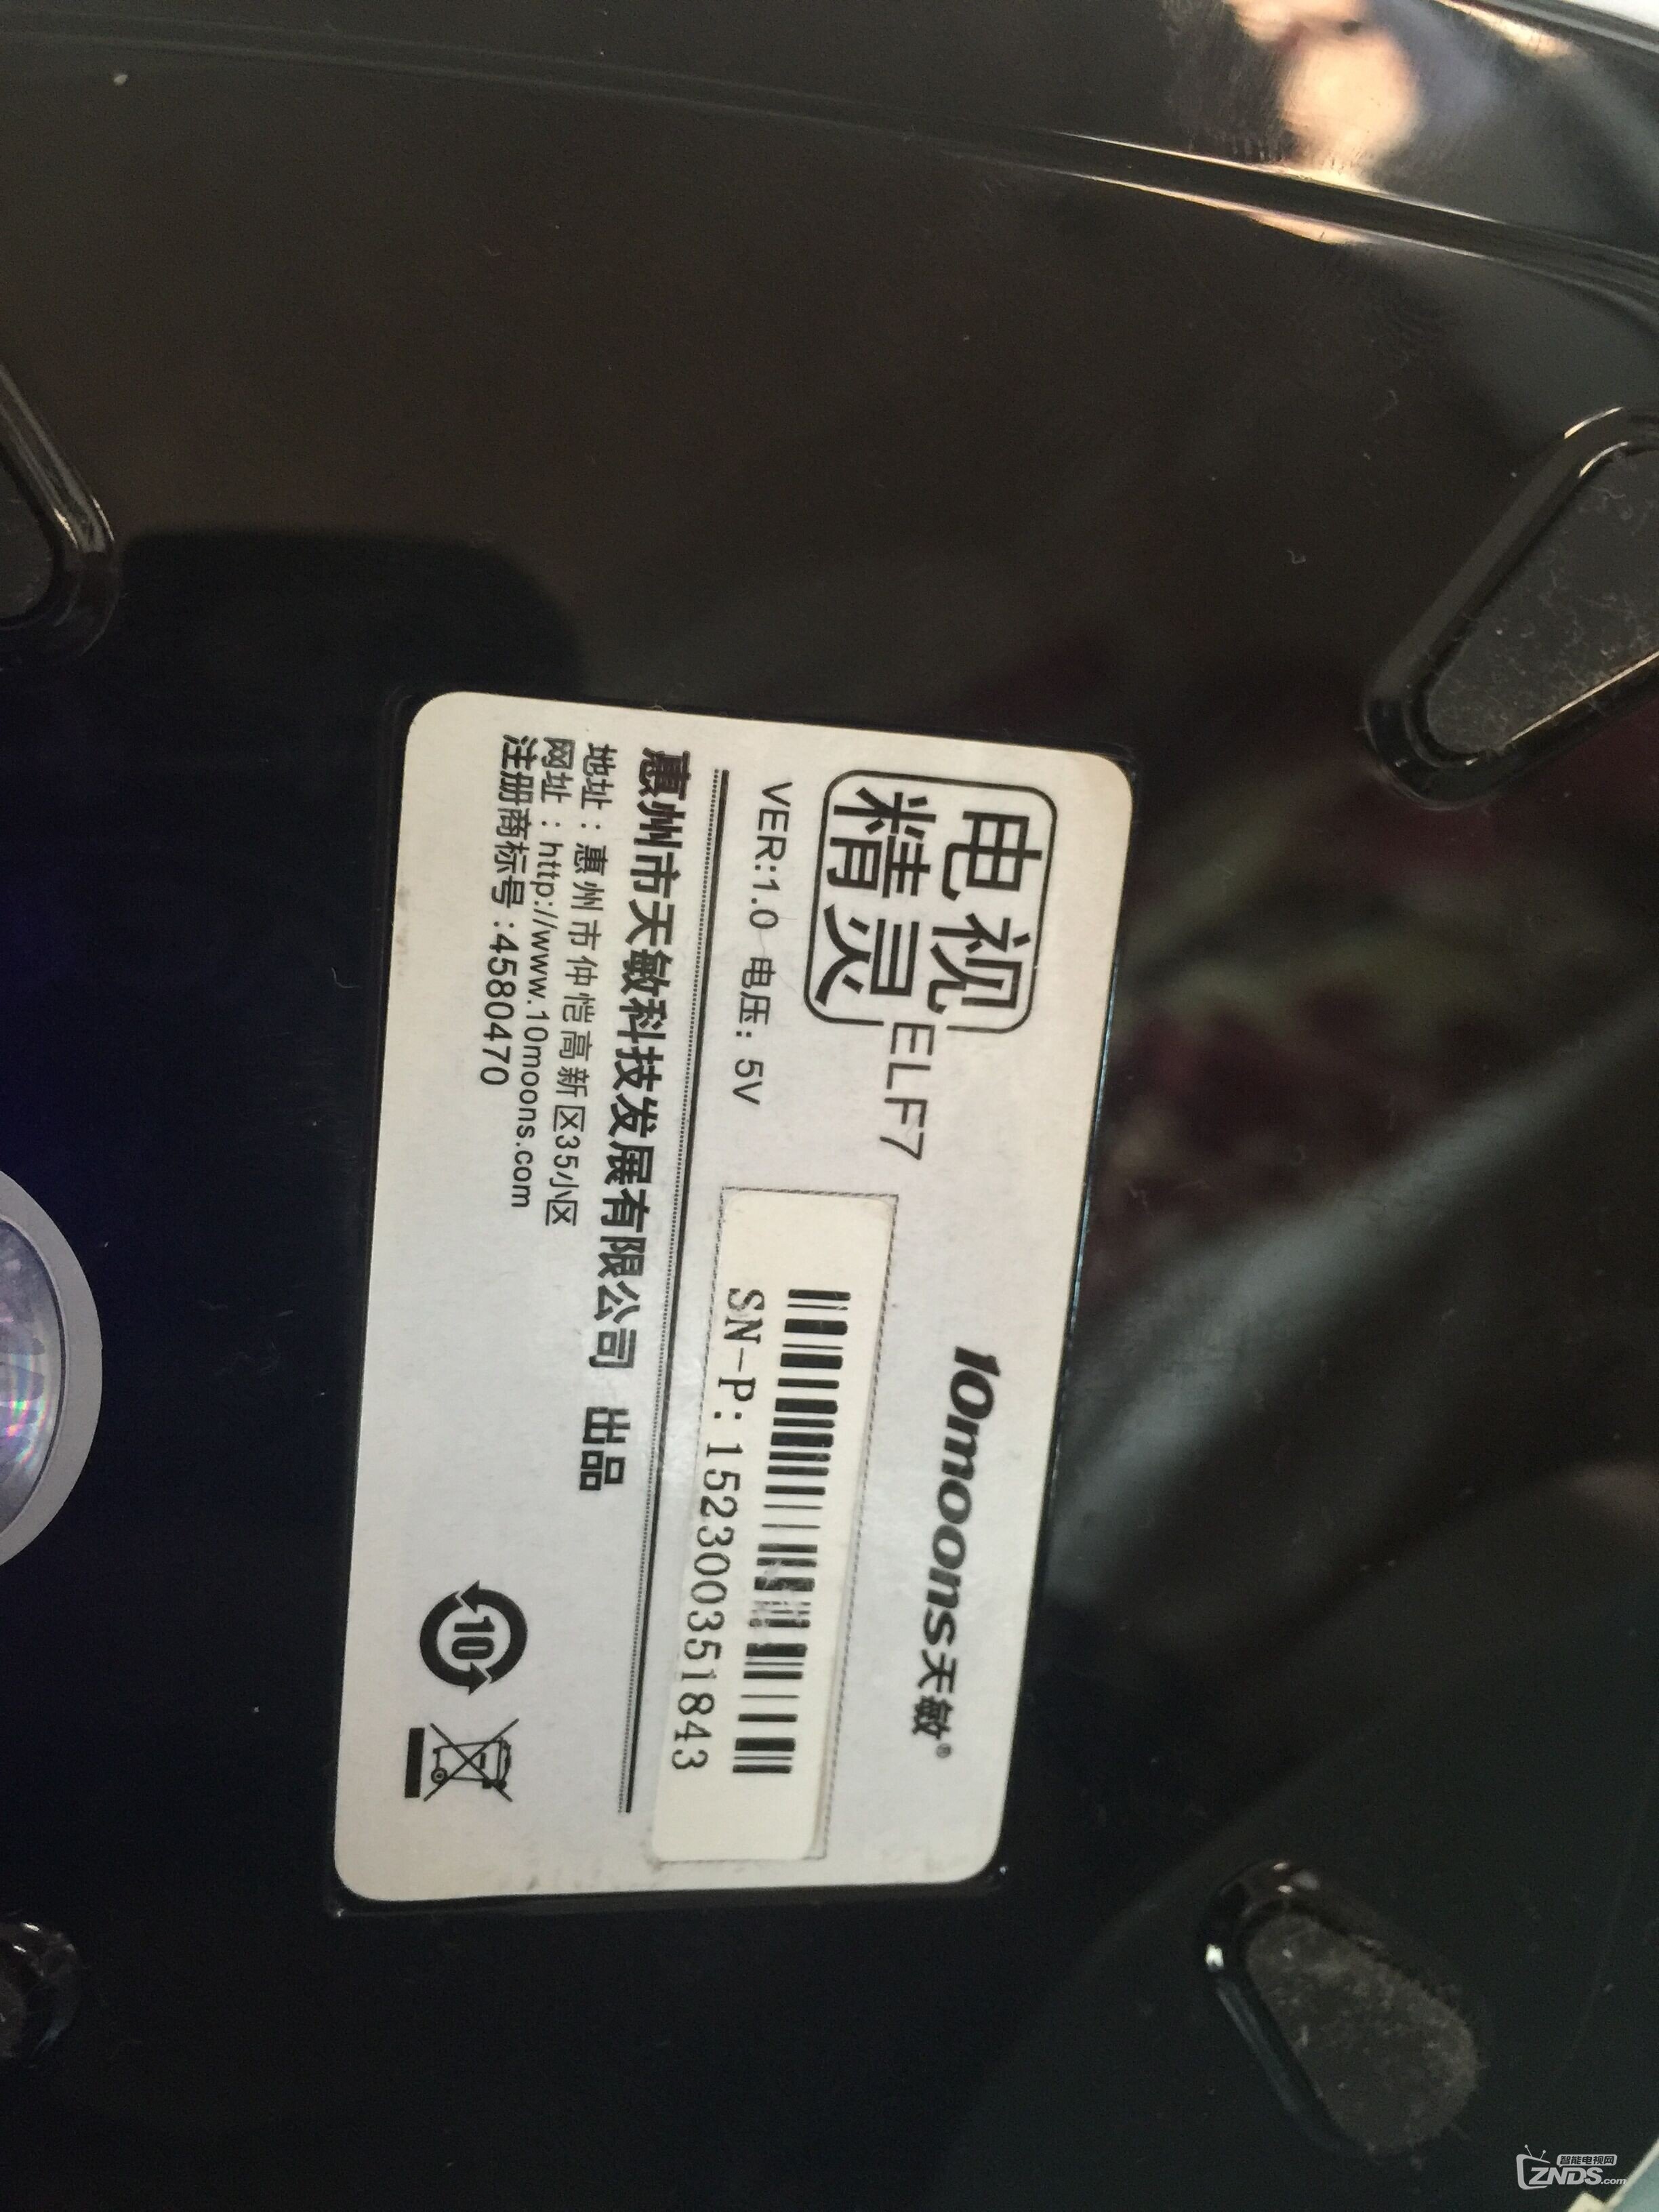 电视
精灵
ELF7
10moons天敏®
VER:1.0 电压: 5V
SN-P:152300351843
惠州市天敏科技发展有限公司 出品
地址:惠州市仲恺高新区35小区
网址:http://www.10moons.com
注册商标号:4580470
10
智能电视网
ZNDS.com